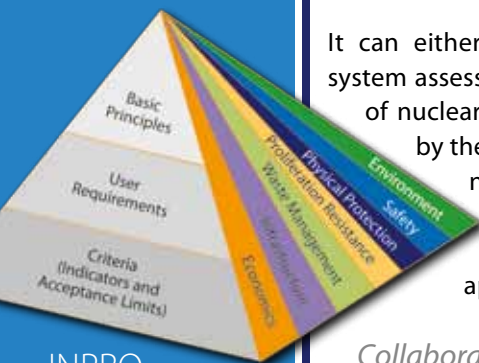 Basic
Principles
User
Requirements
Criteria
(Indicators and
Acceptance Limits)
Economics
Infrastructure
Waste Management
Proliferation Resistance
Physical Protection
Safety
Environment
INPRO
It can either
system assess
of nuclear
by the
ap
Collabora